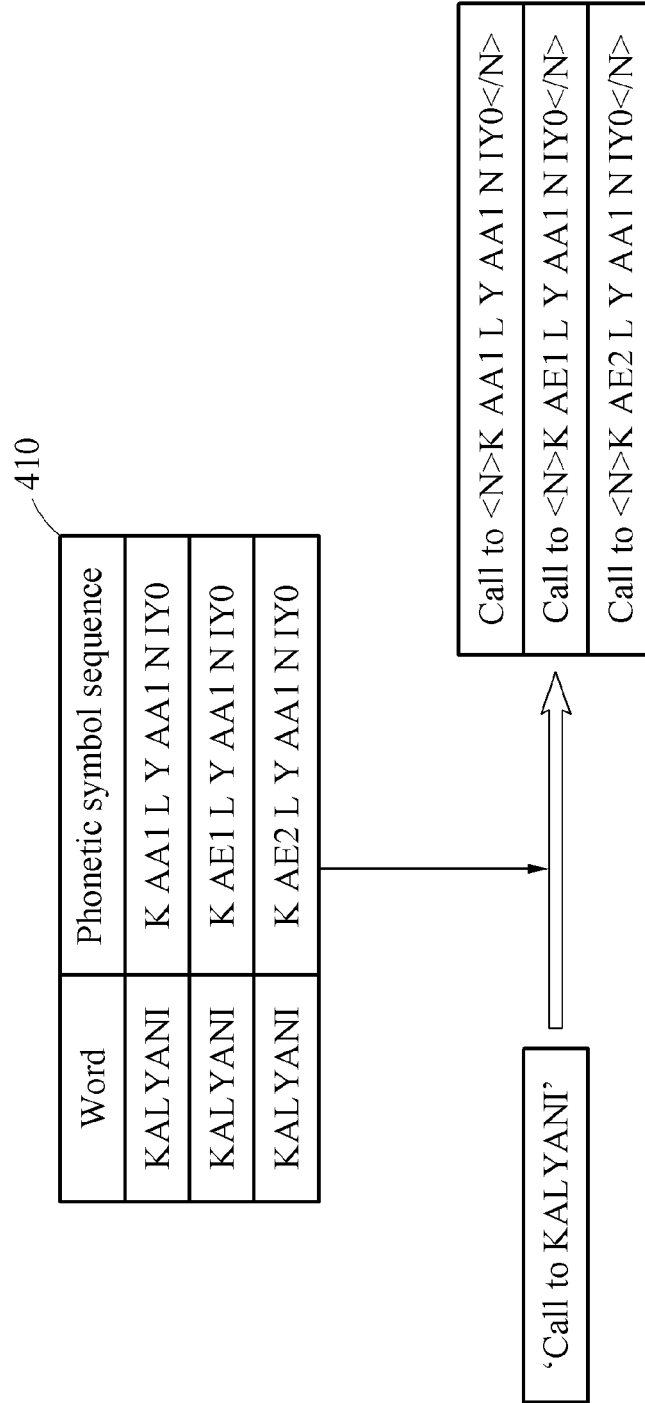 410
Word Phonetic symbol sequence
KALYANI K AA1 L Y AA1 N IY0
KALYANI K AE1 L Y AA1 N IY0
KALYANI K AE2 L Y AA1 N IY0
‘Call to KALYANI’
Call to <N>K AA1 L Y AA1 N IY0</N>
Call to <N>K AE1 L Y AA1 N IY0</N>
Call to <N>K AE2 L Y AA1 N IY0</N>